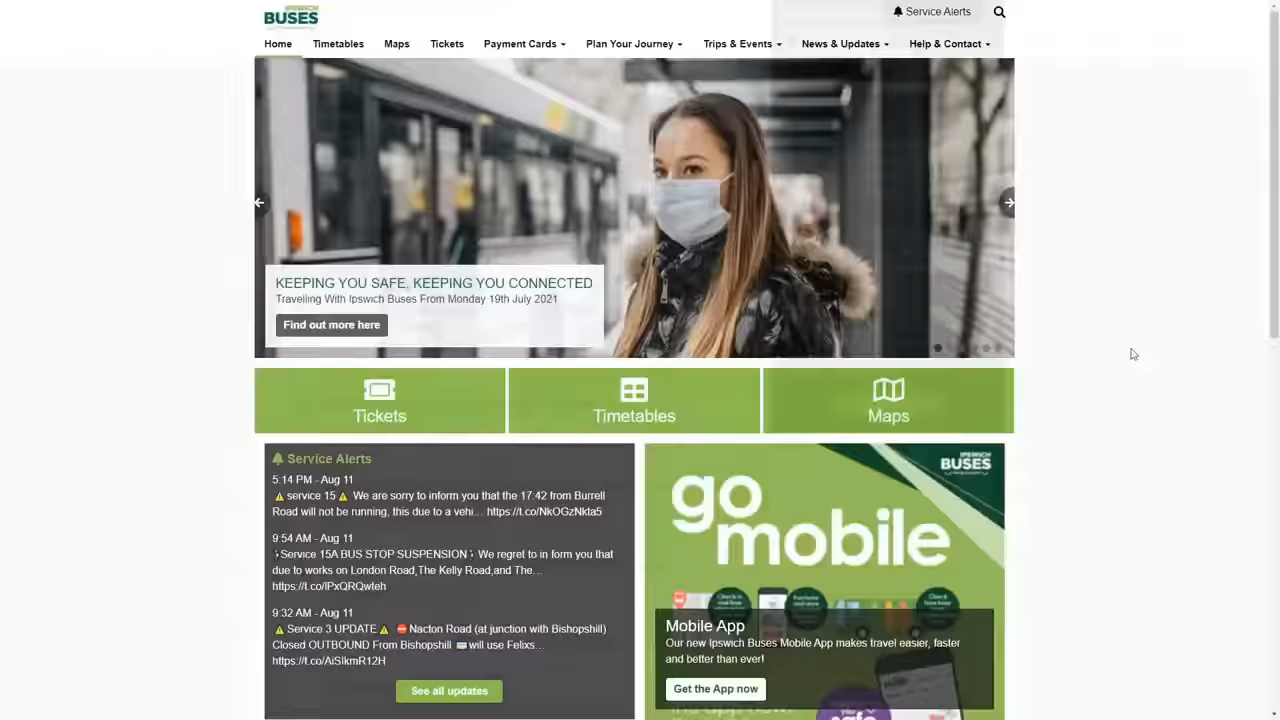 IPSWICH
BUSES
Service Alerts
Home
Timetables
Maps
Tickets
Payment Cards
Plan Your Journey
Trips & Events
News & Updates
Help & Contact
KEEPING YOU SAFE, KEEPING YOU CONNECTED
Travelling With Ipswich Buses From Monday 19th July 2021
Find out more here
Tickets
Timetables
Maps
Service Alerts
5:14 PM - Aug 11
⚠️ service 15⚠️ We are sorry to inform you that the 17:42 from Burrell
Road will not be running, this due to a vehi… https://t.co/NkOGzNkta5
9:54 AM - Aug 11
Service 15A BUS STOP SUSPENSION We regret to in form you that
due to works on London Road,The Kelly Road,and The…
https://t.co/IPxQRQwteh
9:32 AM - Aug 11
⚠️ Service 3 UPDATE⚠️ ⛔Nacton Road (at junction with Bishopshill)
Closed OUTBOUND From Bishopshill will use Felixs…
https://t.co/AiSIkmR12H
See all updates
IPSWICH
BUSES
go
mobile
Mobile App
Our new Ipswich Buses Mobile App makes travel easier, faster
and better than ever!
Get the App now